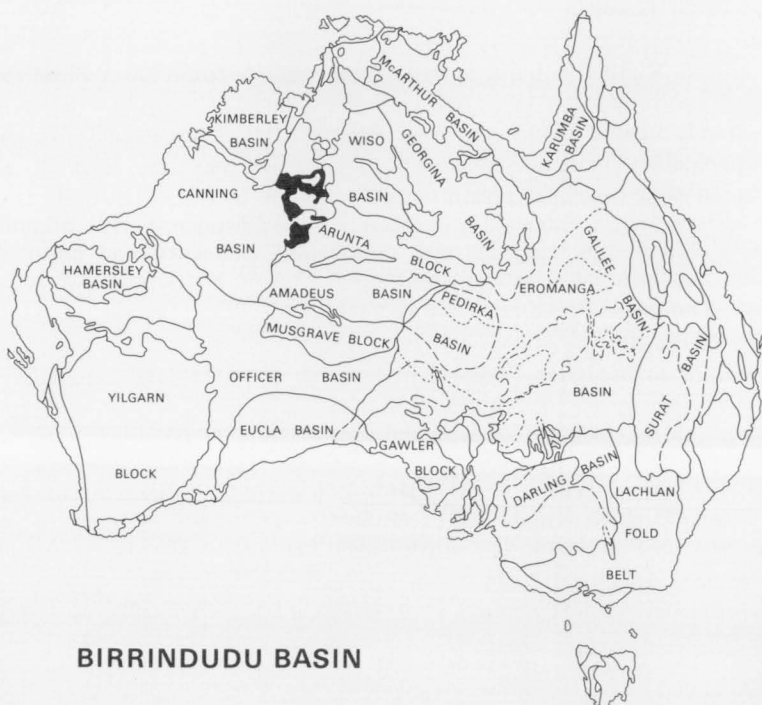 McARTHUR BASIN
KIMBERLEY
BASIN
WISO
BASIN
GEORGINA
BASIN
KARUMBA
BASIN
CANNING
BASIN
ARUNTA
BLOCK
HAMERSLEY
BASIN
AMADEUS BASIN
GALILEE
BASIN
EROMANGA
BASIN
PEDIRKA
BASIN
MUSGRAVE BLOCK
YILGARN
BLOCK
OFFICER BASIN
EUCLA BASIN
GAWLER
BLOCK
SURAT BASIN
DARLING BASIN
LACHLAN
FOLD
BELT
BIRRINDUDU BASIN